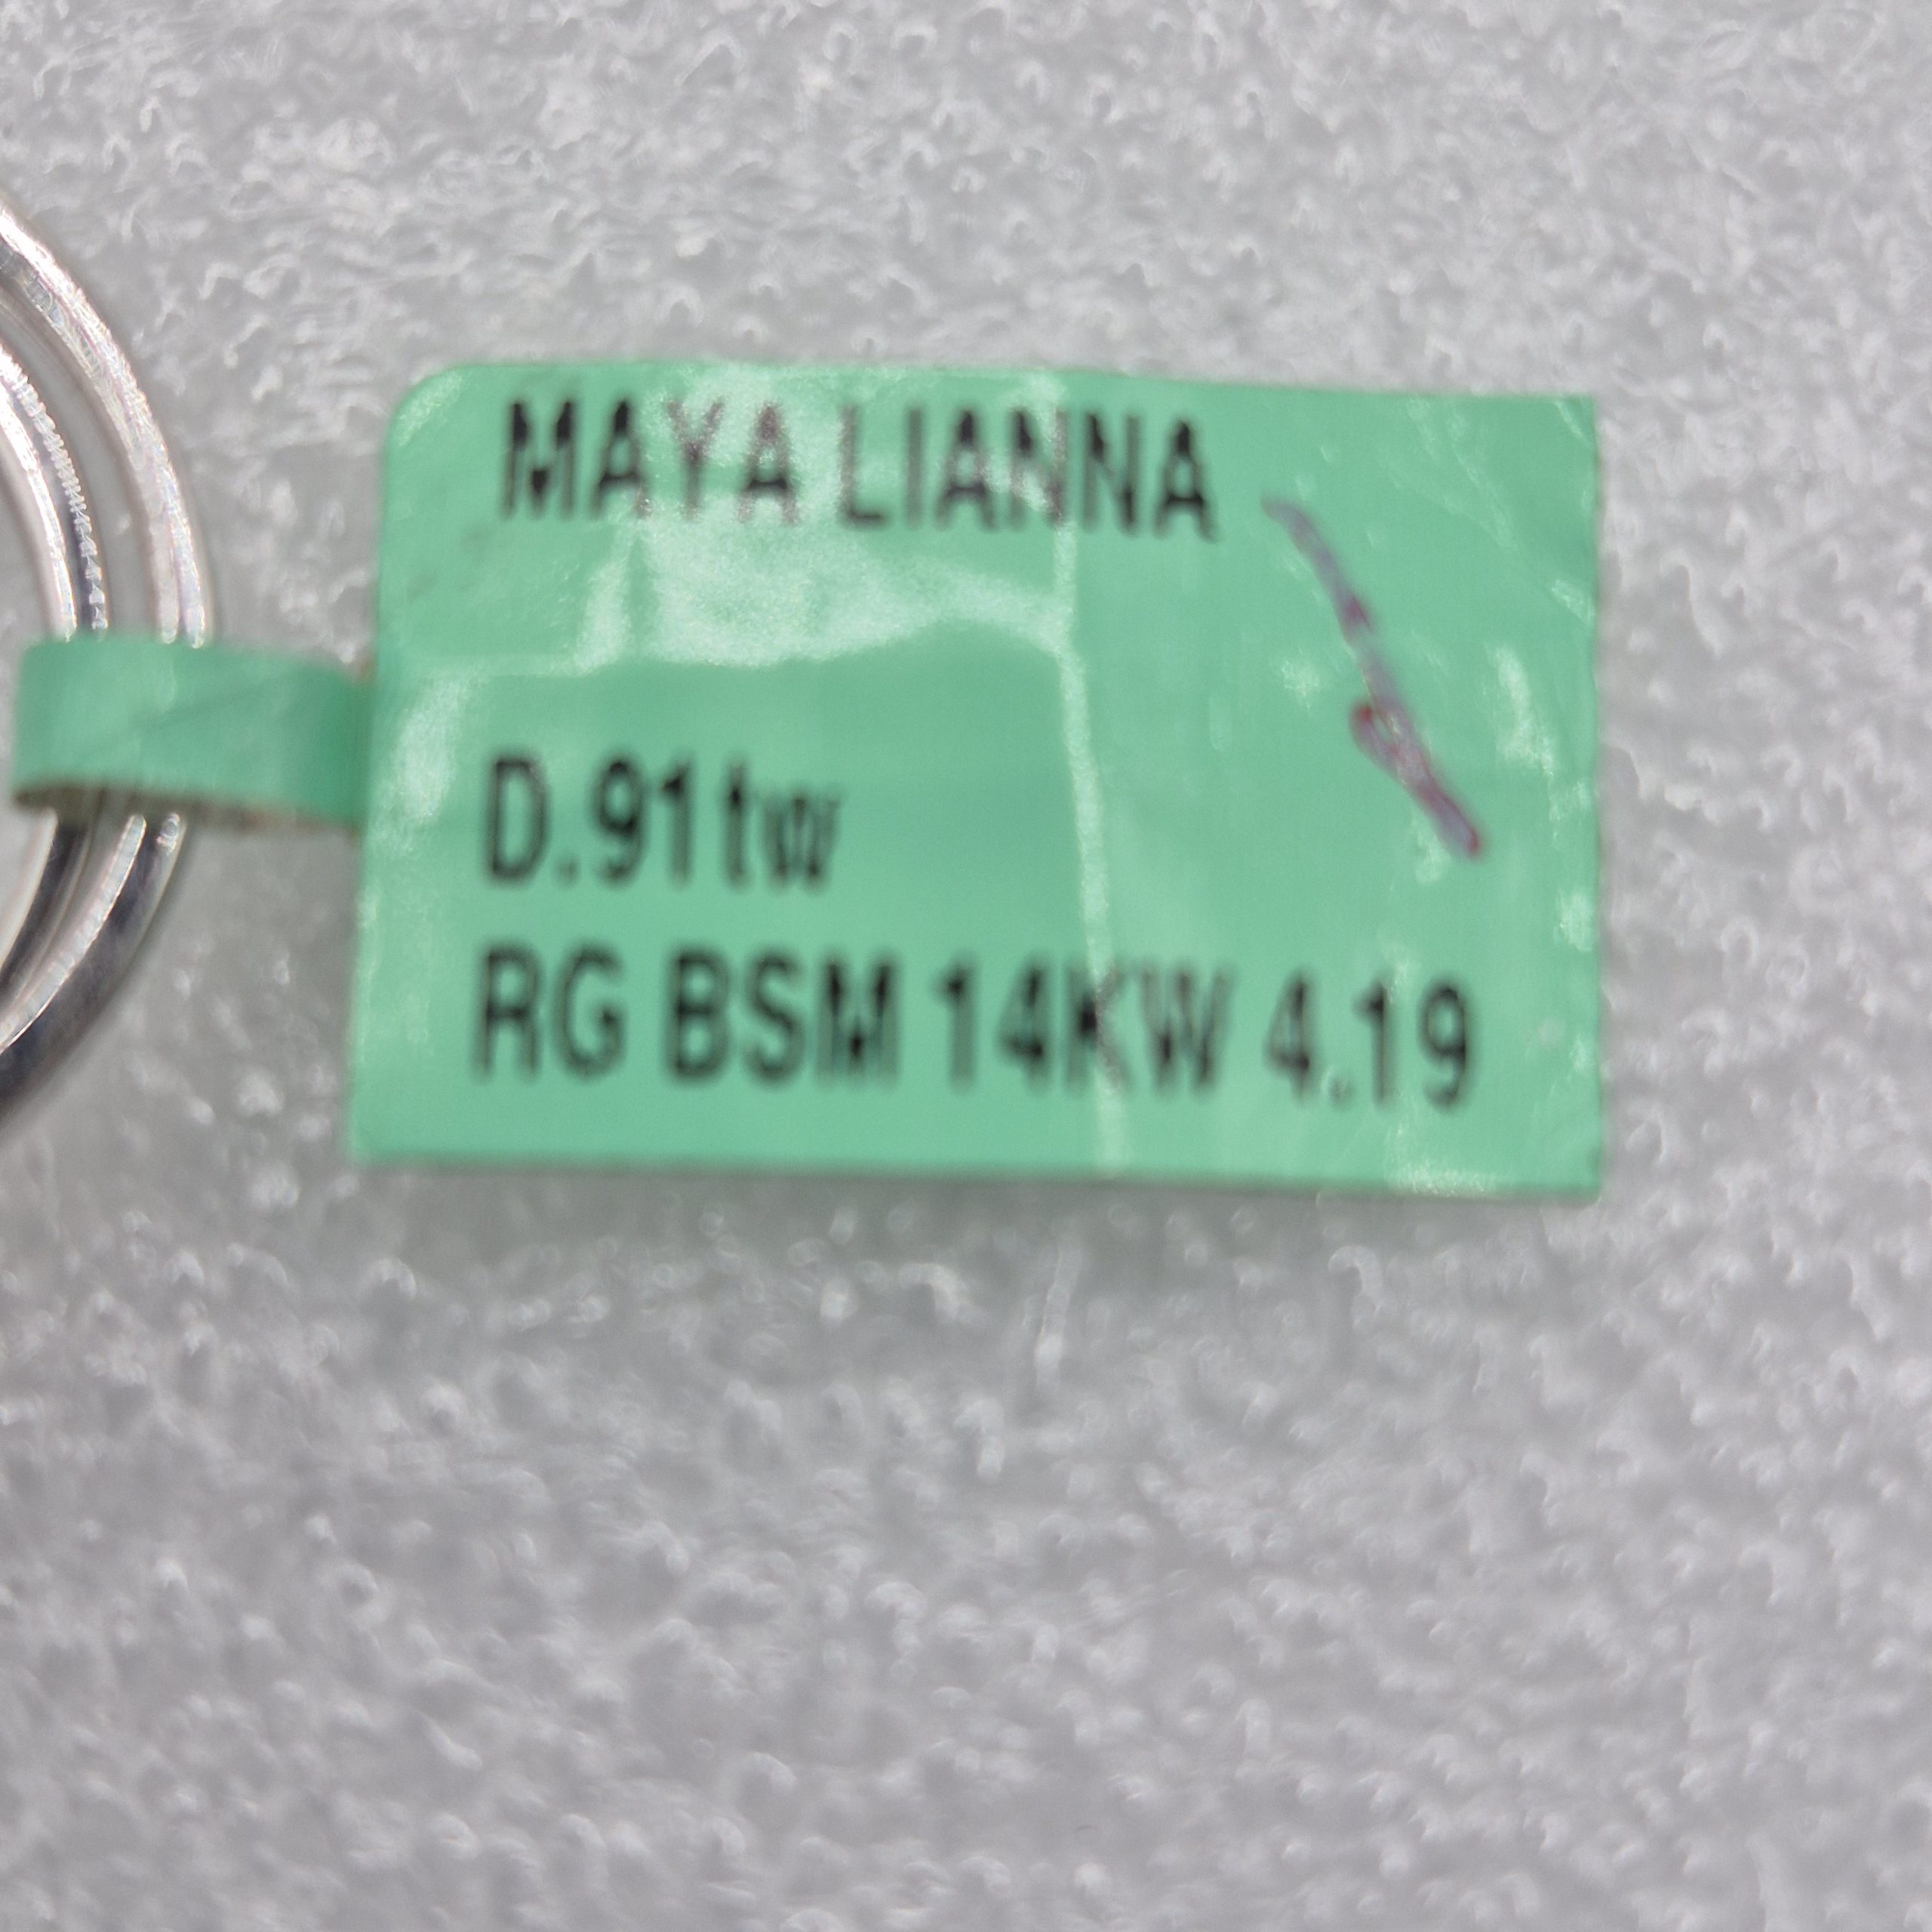 MAYA LIANNA
D.91tw
RG BSM 14KW 4.19